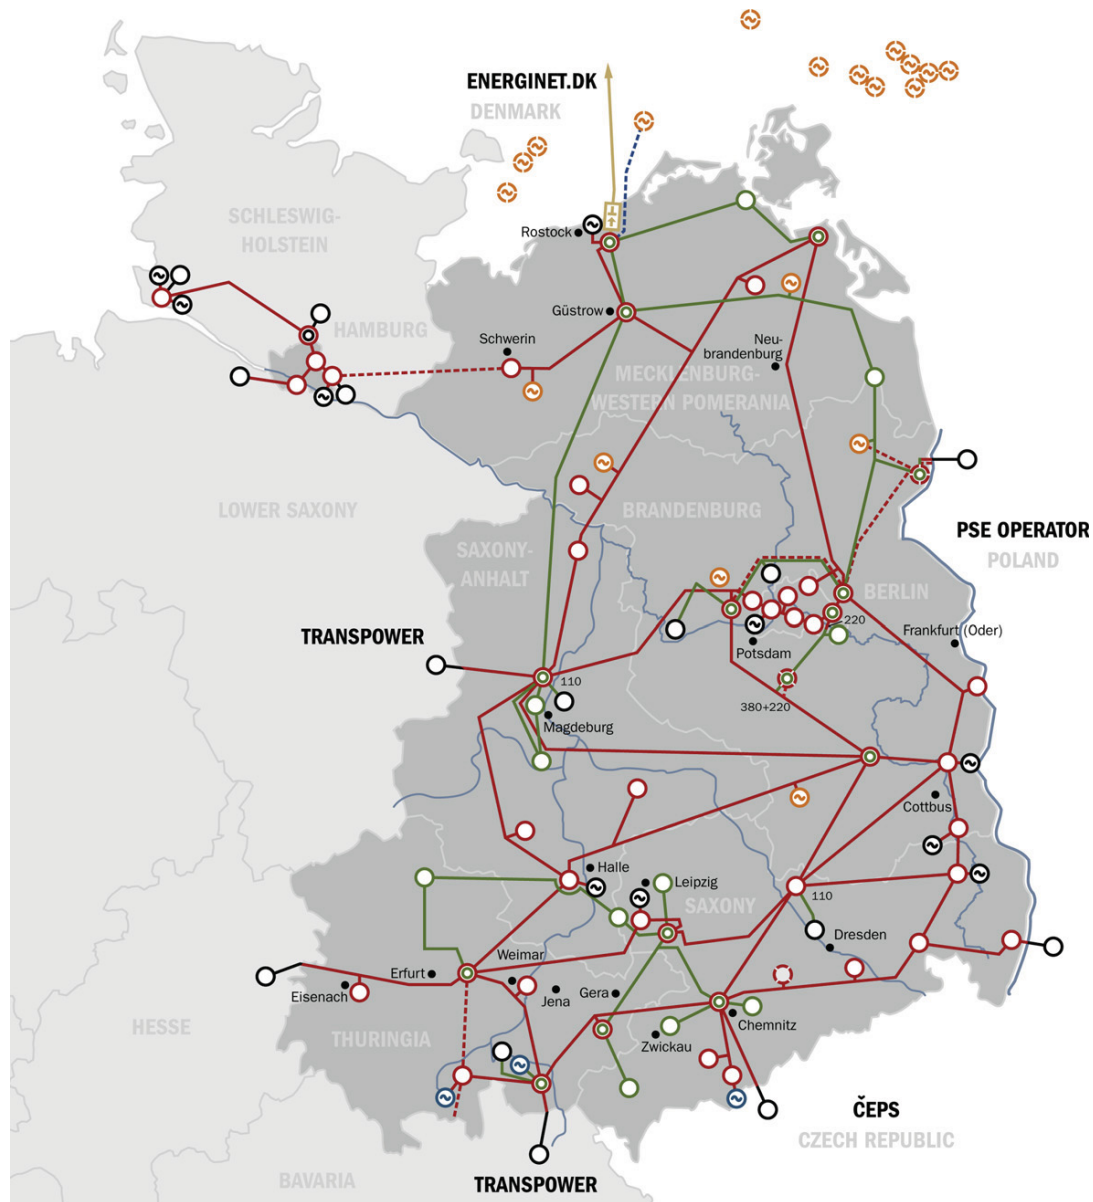 ENERGINET.DK
DENMARK
SCHLESWIG-
HOLSTEIN
Rostock
HAMBURG
Güstrow
Schwerin
Neu-
brandenburg
MECKLENBURG-
WESTERN POMERANIA
LOWER SAXONY
BRANDENBURG
SAXONY-
ANHALT
PSE OPERATOR
POLAND
BERLIN
220
Frankfurt (Oder)
TRANSPOWER
Potsdam
110
380+220
Magdeburg
Cottbus
Halle
Leipzig
SAXONY
110
Dresden
Weimar
Erfurt
Eisenach
Jena
Gera
HESSE
THURINGIA
Chemnitz
Zwickau
ČEPS
CZECH REPUBLIC
BAVARIA
TRANSPOWER